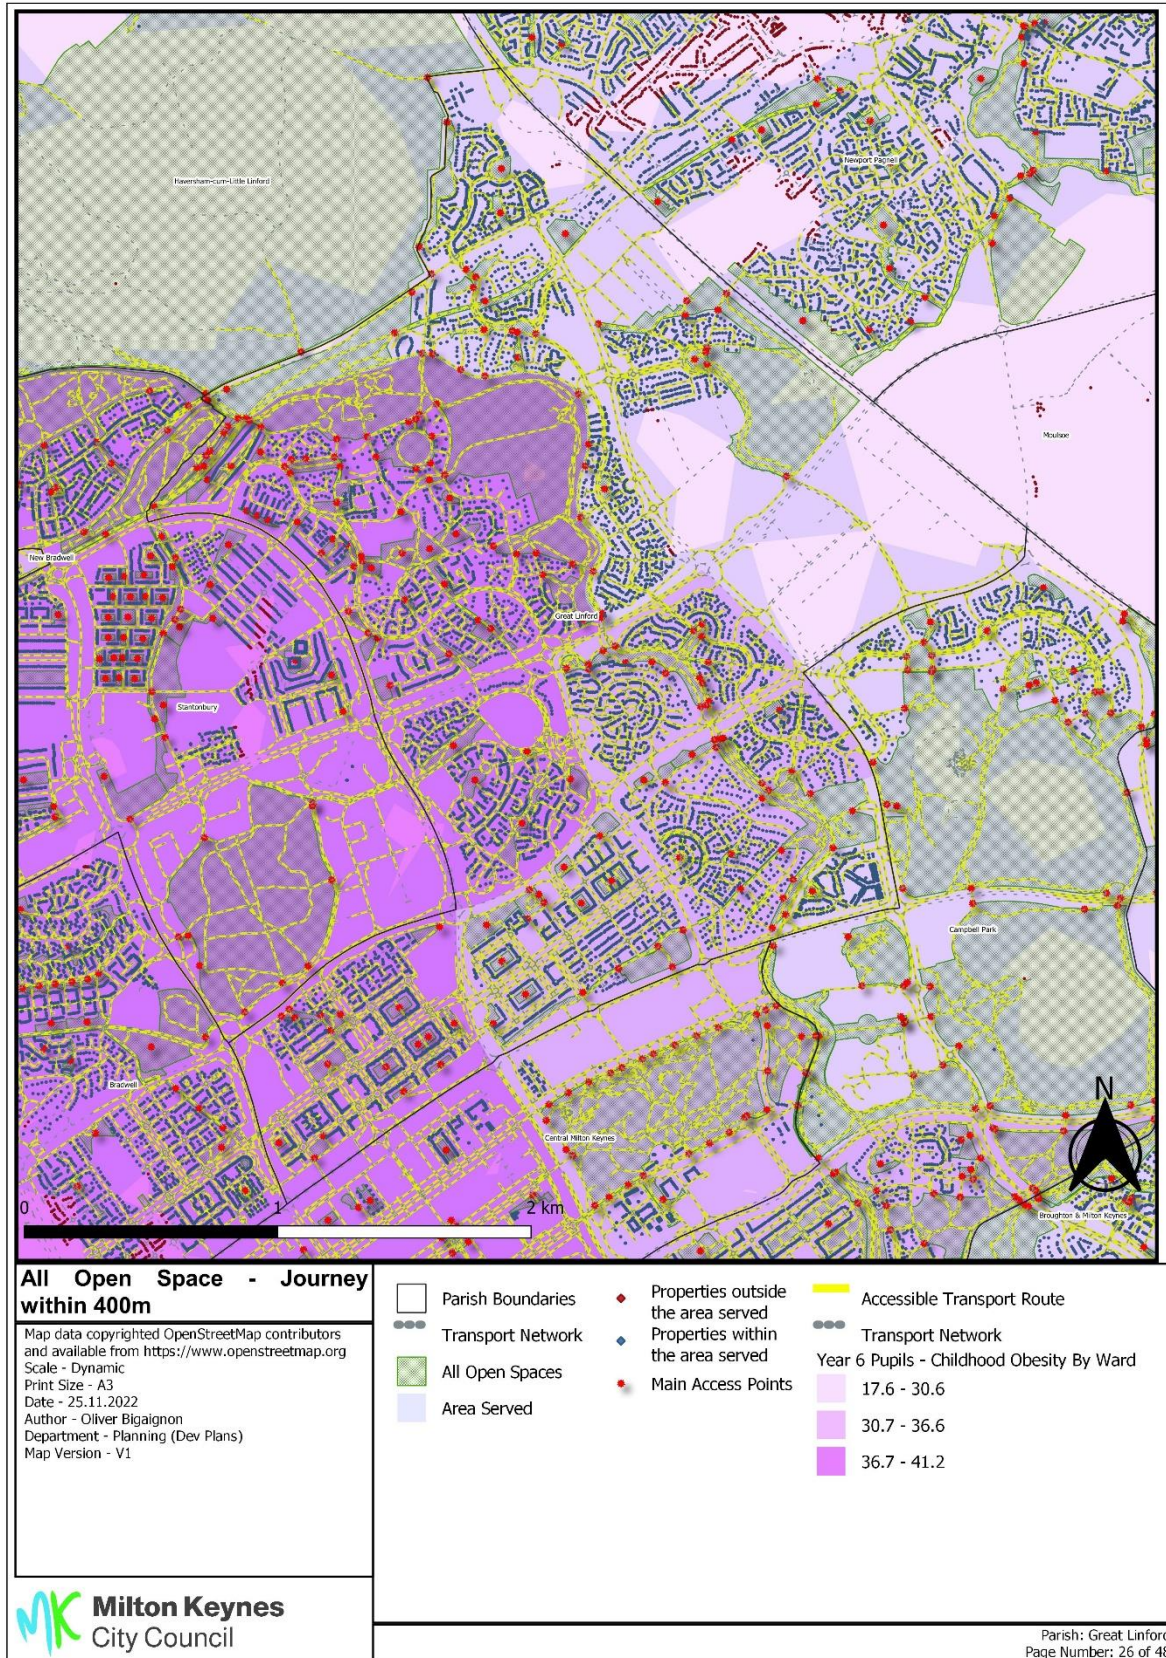 Haversham-cum-Little Linford
Newport Pagnell
Moulsoe
New Bradwell
Great Linford
Stantonbury
Campbell Park
Bradwell
Central Milton Keynes
Broughton & Milton Keynes
N
0 1 2 km
All Open Space - Journey
within 400m
Map data copyrighted OpenStreetMap contributors
and available from https://www.openstreetmap.org
Scale - Dynamic
Print Size - A3
Date - 25.11.2022
Author - Oliver Bigaignon
Department - Planning (Dev Plans)
Map Version - V1
MK Milton Keynes
City Council
Parish Boundaries
Transport Network
All Open Spaces
Area Served
Properties outside
the area served
Properties within
the area served
Main Access Points
Accessible Transport Route
Transport Network
Year 6 Pupils - Childhood Obesity By Ward
17.6 - 30.6
30.7 - 36.6
36.7 - 41.2
Parish: Great Linford
Page Number: 26 of 48